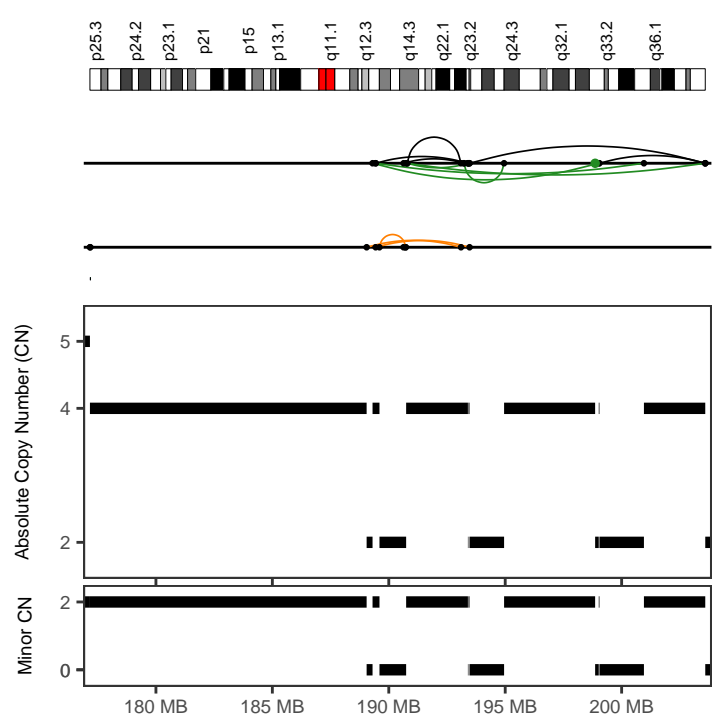 p25.3 p24.2 p23.1 p21 p15 p13.1 q11.1 q12.3 q14.3 q22.1 q23.2 q24.3 q32.1 q33.2 q36.1
Absolute Copy Number (CN)
5
4
2
Minor CN
2
0
180 MB 185 MB 190 MB 195 MB 200 MB